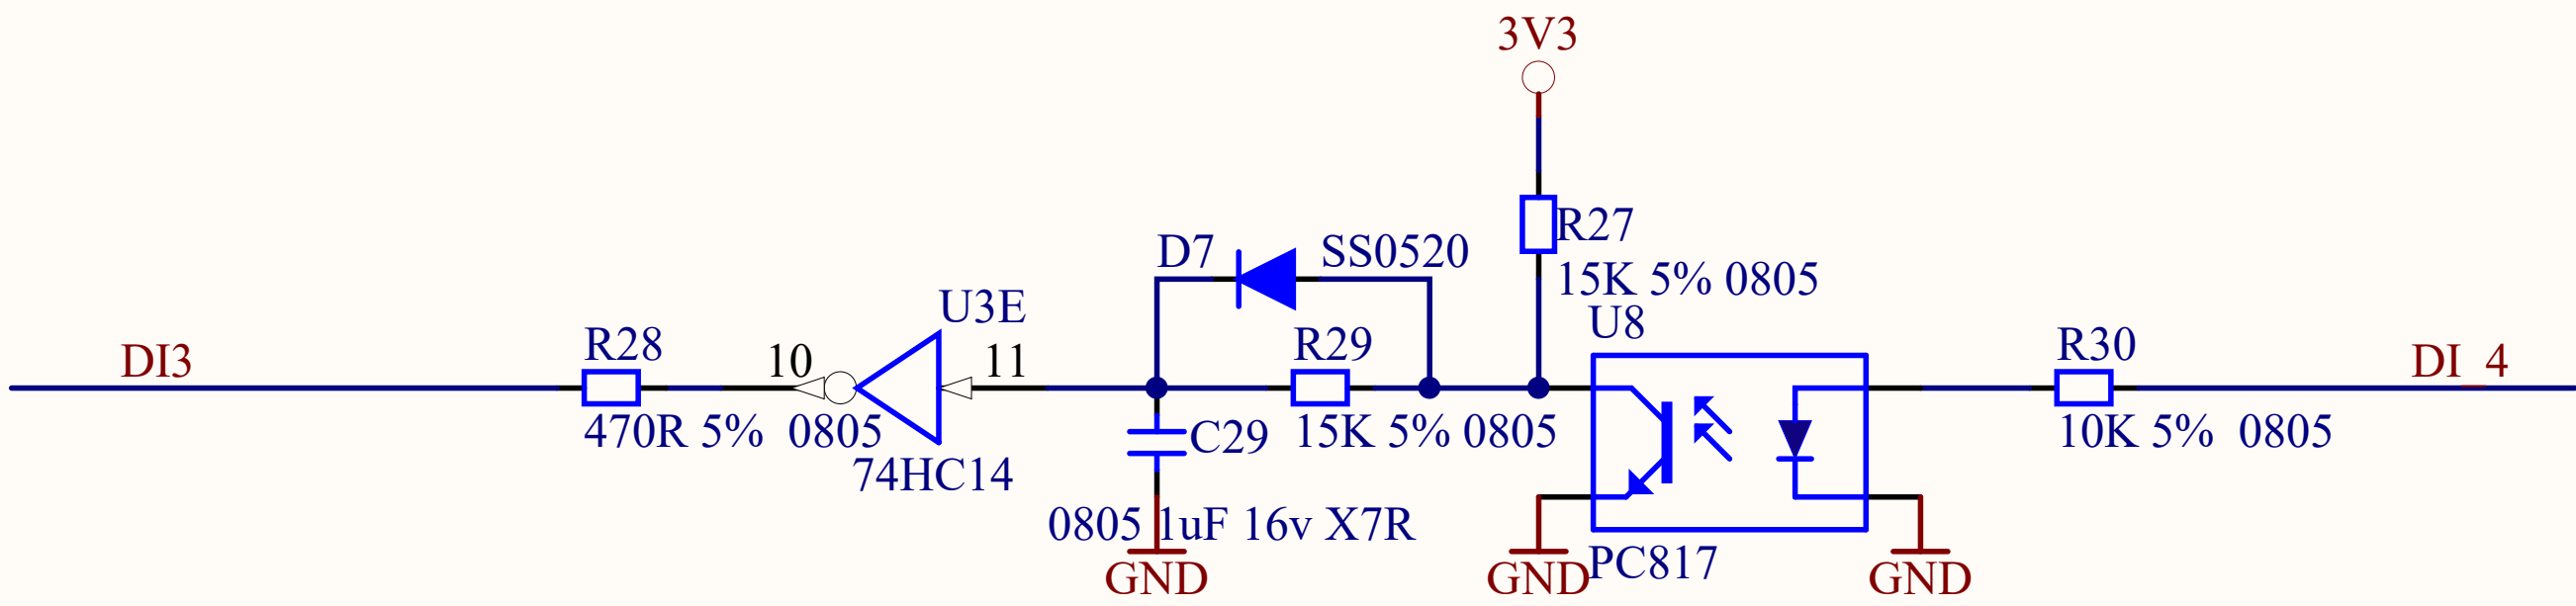 3V3
R27
15K 5% 0805
D7
SS0520
U3E
U8
DI3
R28
10
11
R29
R30
DI_4
470R 5%  0805
C29
15K 5% 0805
10K 5%  0805
74HC14
0805 1uF 16v X7R
PC817
GND
GND
GND